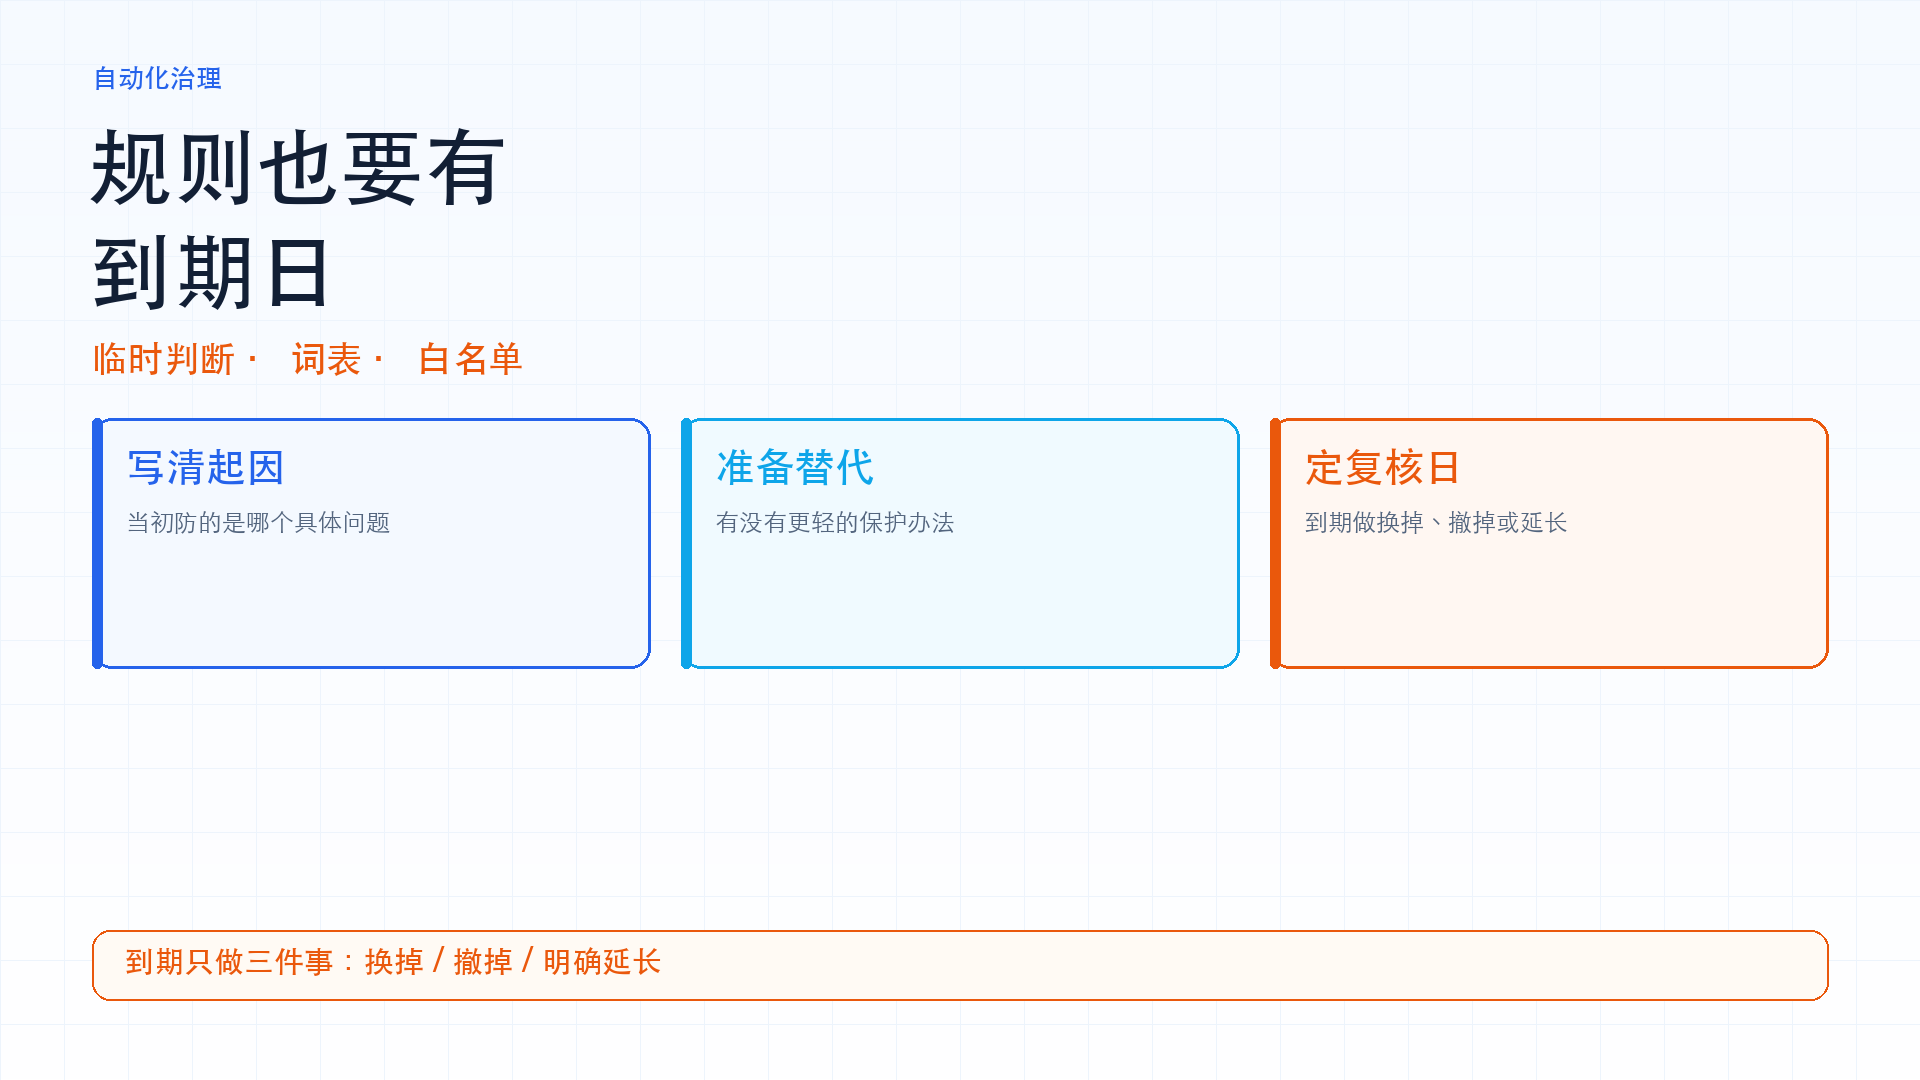 自动化治理
规则也要有
到期日
临时判断 · 词表 · 白名单
写清起因
当初防的是哪个具体问题
准备替代
有没有更轻的保护办法
定复核日
到期做换掉、撤掉或延长
到期只做三件事：换掉 / 撤掉 / 明确延长